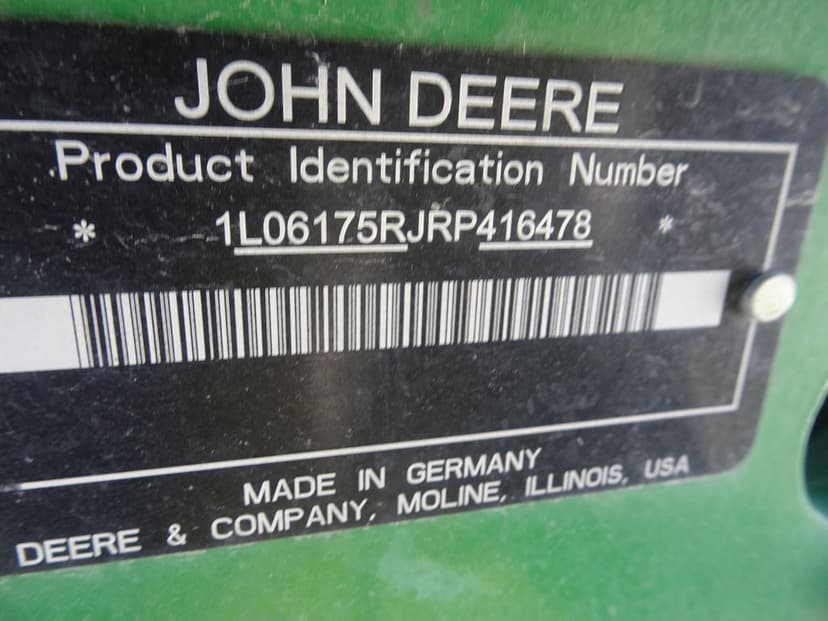 JOHN DEERE
Product Identification Number
* 1L06175RJRP416478 *
MADE IN GERMANY
DEERE & COMPANY, MOLINE, ILLINOIS, USA